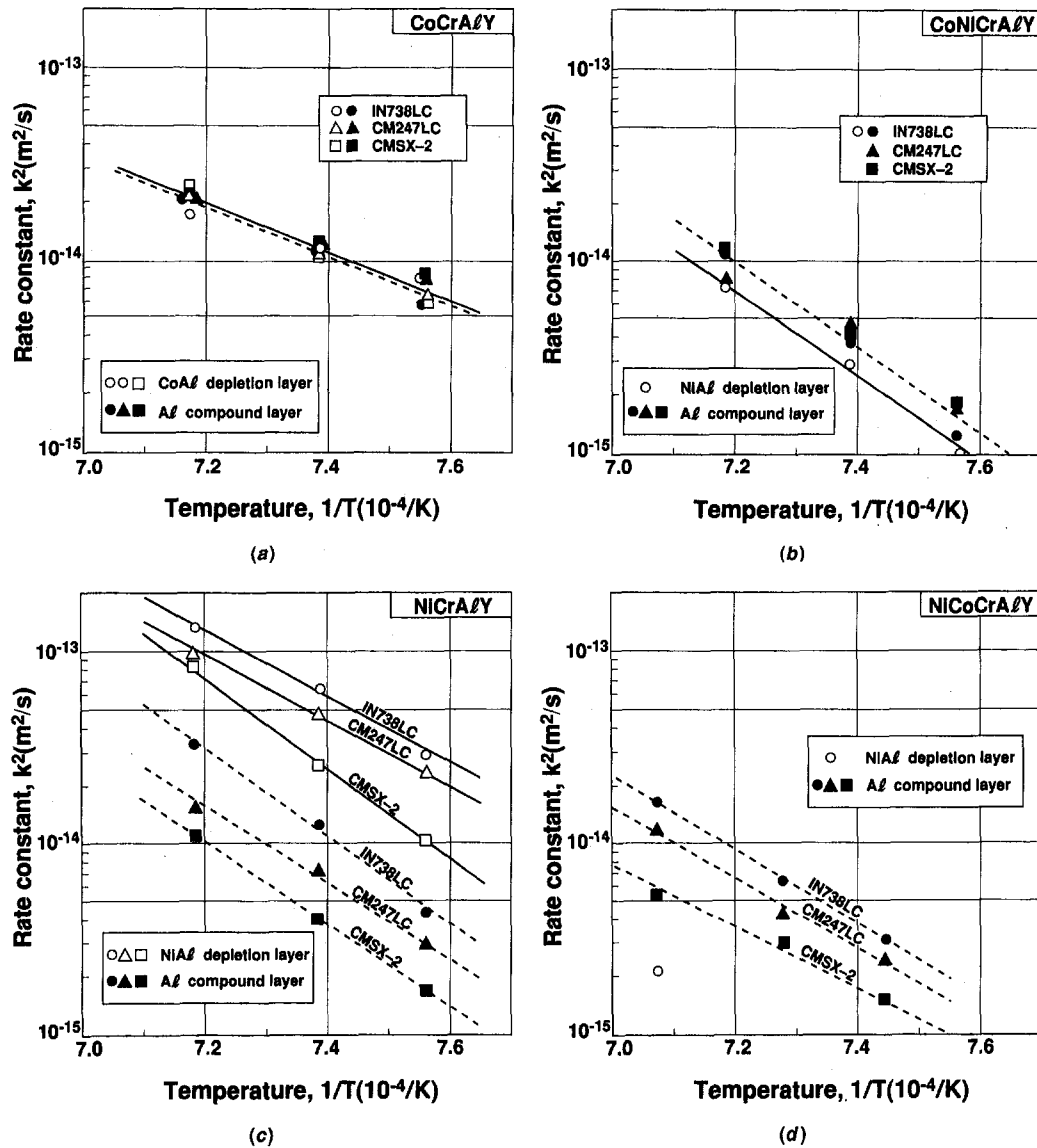 CoCrAℓY
Rate constant, k²(m²/s)
10⁻¹³
10⁻¹⁴
10⁻¹⁵
IN738LC
CM247LC
CMSX–2
CoAℓ depletion layer
Aℓ compound layer
7.0 7.2 7.4 7.6
Temperature, 1/T(10⁻⁴/K)
(a)
CoNiCrAℓY
Rate constant, k²(m²/s)
10⁻¹³
10⁻¹⁴
10⁻¹⁵
IN738LC
CM247LC
CMSX–2
NiAℓ depletion layer
Aℓ compound layer
7.0 7.2 7.4 7.6
Temperature, 1/T(10⁻⁴/K)
(b)
NiCrAℓY
Rate constant, k²(m²/s)
10⁻¹³
10⁻¹⁴
10⁻¹⁵
IN738LC
CM247LC
CMSX–2
IN738LC
CM247LC
CMSX–2
NiAℓ depletion layer
Aℓ compound layer
7.0 7.2 7.4 7.6
Temperature, 1/T(10⁻⁴/K)
(c)
NiCoCrAℓY
Rate constant, k²(m²/s)
10⁻¹³
10⁻¹⁴
10⁻¹⁵
NiAℓ depletion layer
Aℓ compound layer
IN738LC
CM247LC
CMSX–2
7.0 7.2 7.4 7.6
Temperature, 1/T(10⁻⁴/K)
(d)